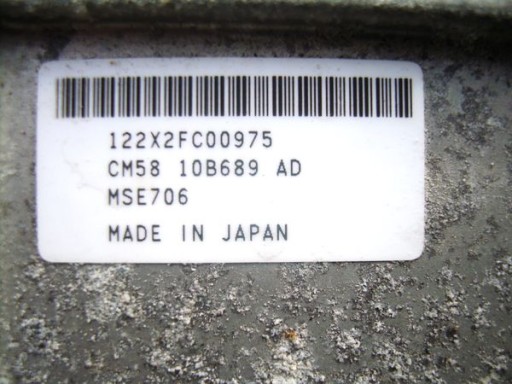 122X2FC00975
CM58 10B689 AD
MSE706
MADE IN JAPAN